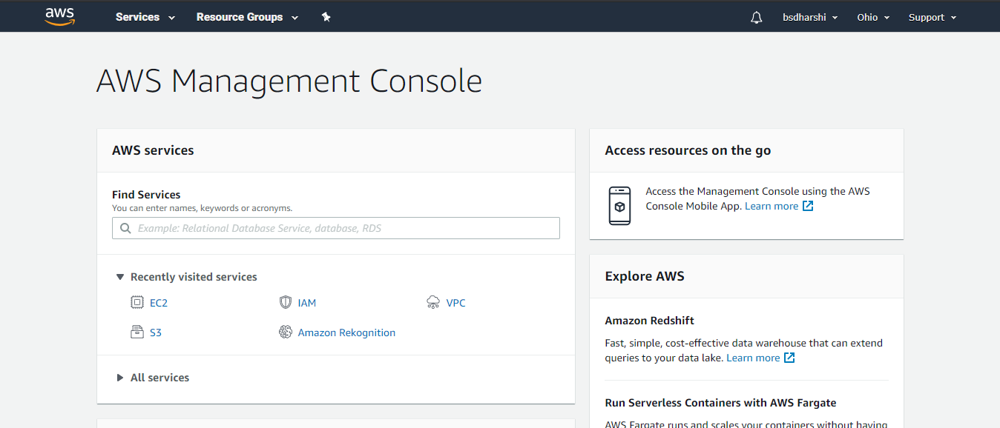 aws
Services
Resource Groups
bsdharshi
Ohio
Support
AWS Management Console
AWS services
Find Services
You can enter names, keywords or acronyms.
Example: Relational Database Service, database, RDS
Recently visited services
EC2
IAM
VPC
S3
Amazon Rekognition
All services
Access resources on the go
Access the Management Console using the AWS
Console Mobile App. Learn more
Explore AWS
Amazon Redshift
Fast, simple, cost-effective data warehouse that can extend
queries to your data lake. Learn more
Run Serverless Containers with AWS Fargate
AWS Fargate runs and scales your containers without having